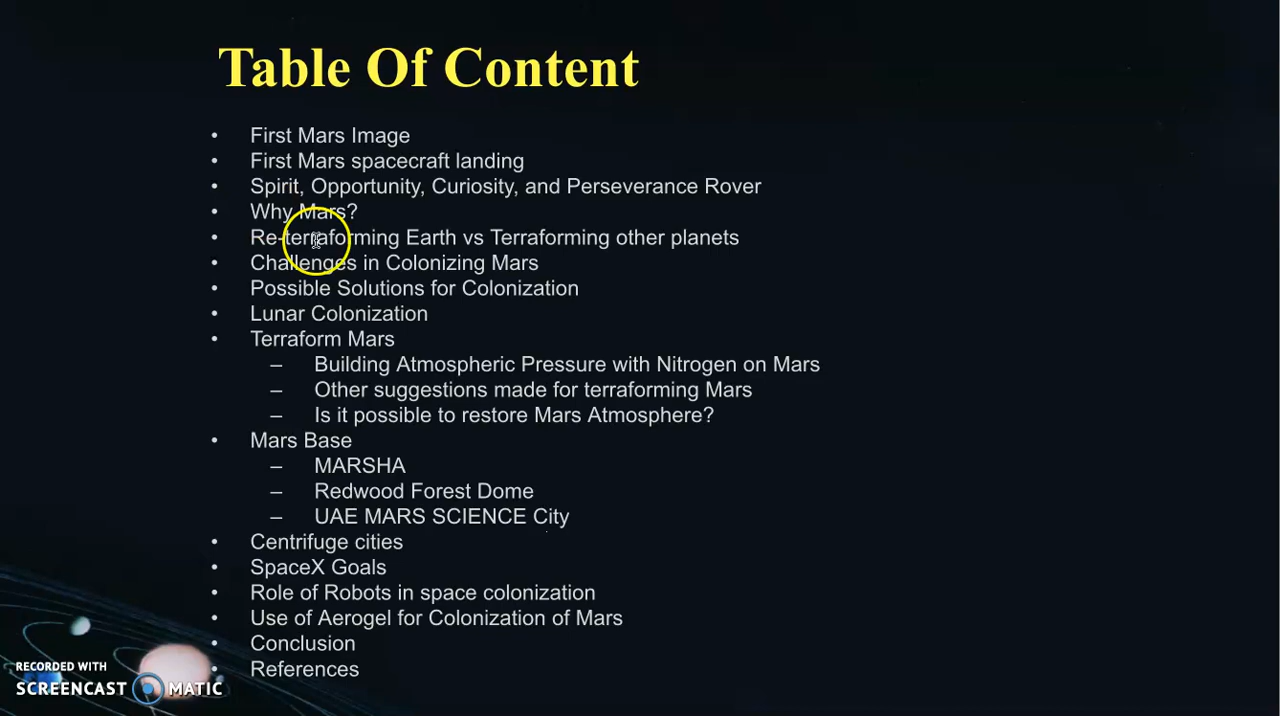 Table Of Content
• First Mars Image
• First Mars spacecraft landing
• Spirit, Opportunity, Curiosity, and Perseverance Rover
• Why Mars?
• Re-terraforming Earth vs Terraforming other planets
• Challenges in Colonizing Mars
• Possible Solutions for Colonization
• Lunar Colonization
• Terraform Mars
– Building Atmospheric Pressure with Nitrogen on Mars
– Other suggestions made for terraforming Mars
– Is it possible to restore Mars Atmosphere?
• Mars Base
– MARSHA
– Redwood Forest Dome
– UAE MARS SCIENCE City
• Centrifuge cities
• SpaceX Goals
• Role of Robots in space colonization
• Use of Aerogel for Colonization of Mars
• Conclusion
• References
RECORDED WITH
SCREENCAST MATIC